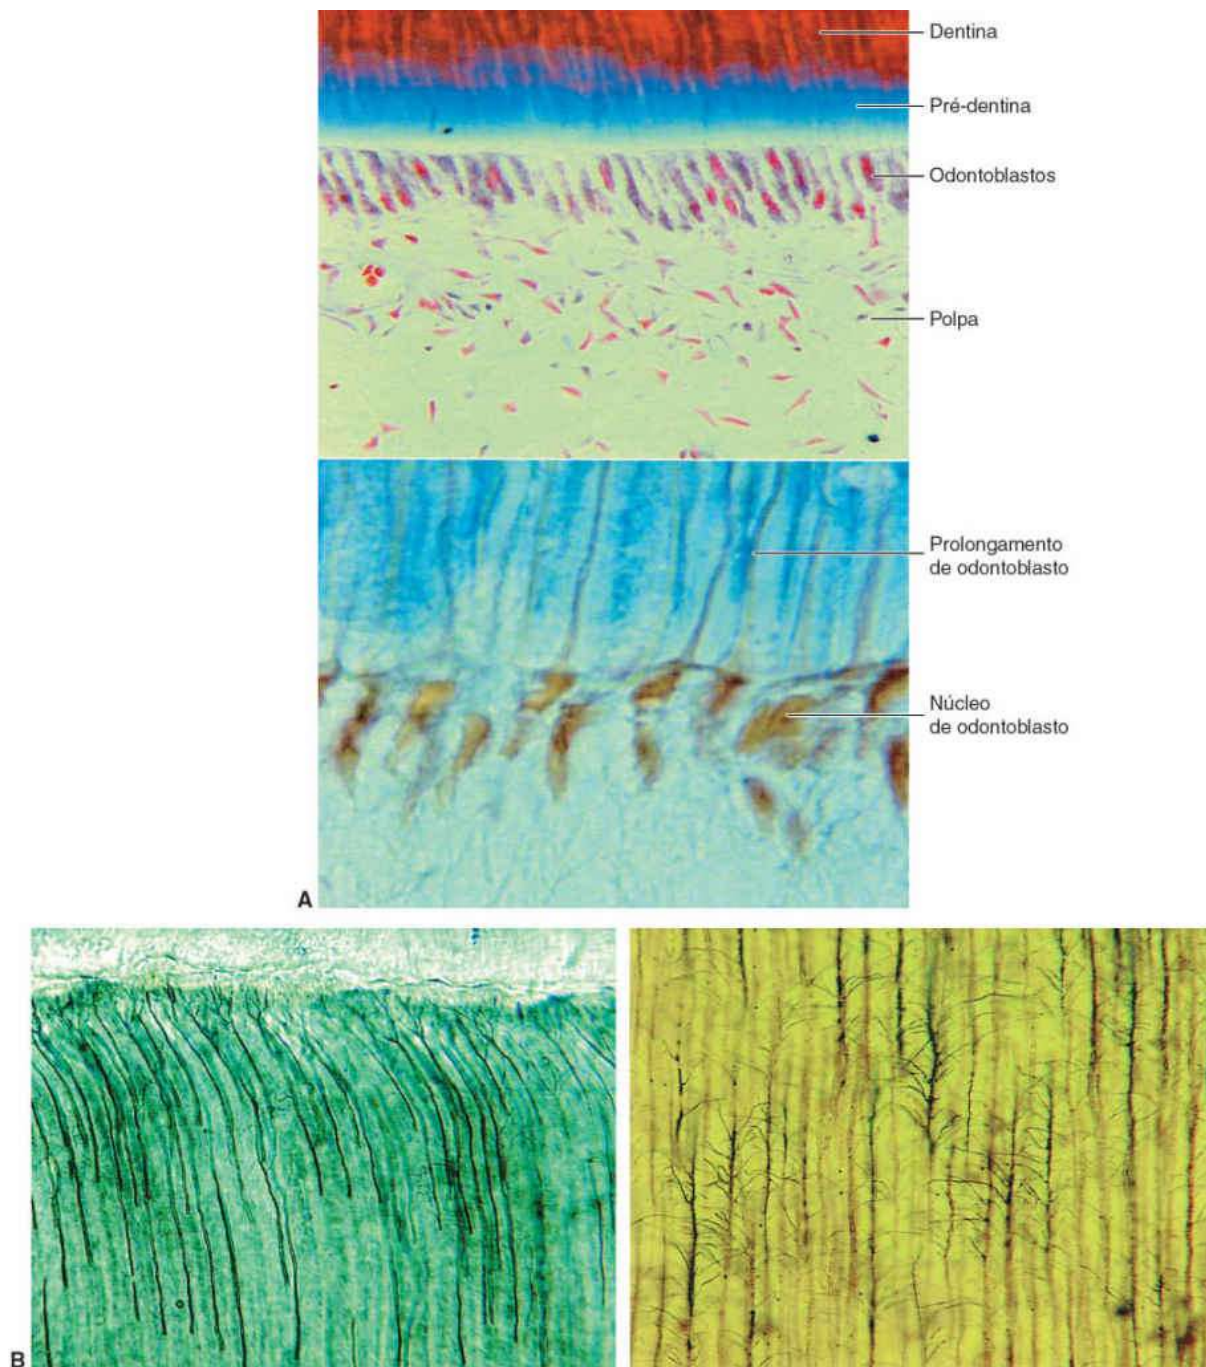 Dentina
Pré-dentina
Odontoblastos
Polpa
Prolongamento
de odontoblasto
Núcleo
de odontoblasto
A
B